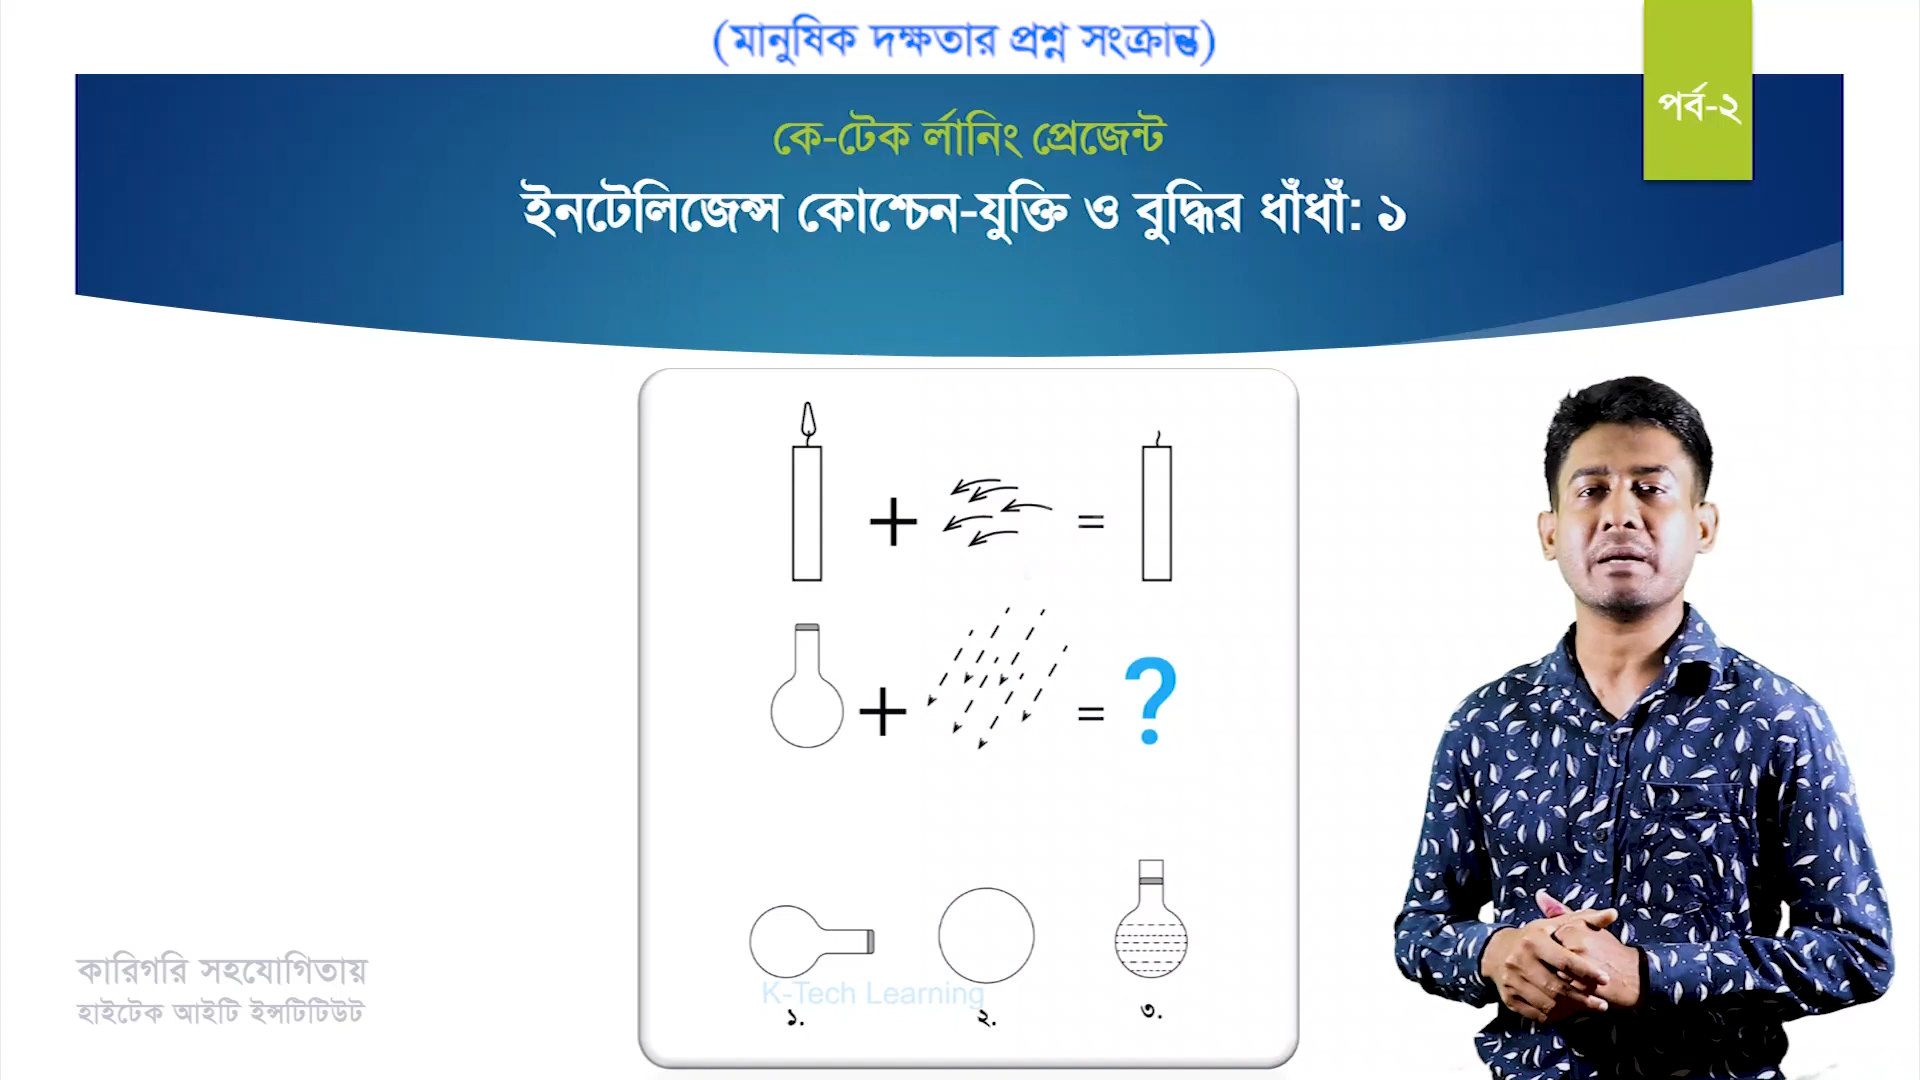 (মানুষিক দক্ষতার প্রশ্ন সংক্রান্ত)
পর্ব-২
কে-টেক র্লানিং প্রেজেন্ট
ইনটেলিজেন্স কোশ্চেন-যুক্তি ও বুদ্ধির ধাঁধাঁ: ১
+ =
+ = ?
K-Tech Learning
১. ২. ৩.
কারিগরি সহযোগিতায়
হাইটেক আইটি ইন্সটিটিউট